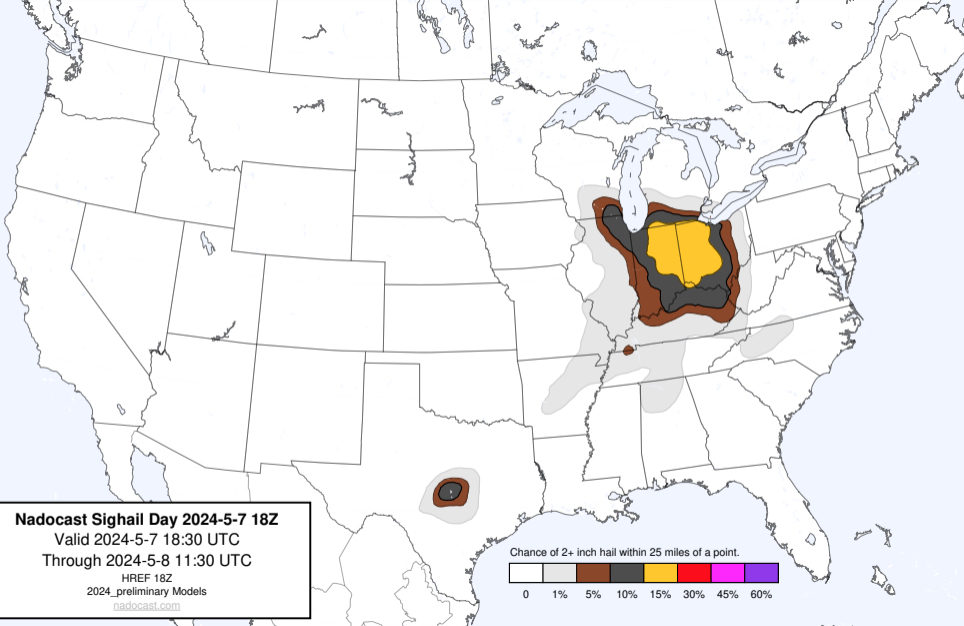 Nadocast Sighail Day 2024-5-7 18Z
Valid 2024-5-7 18:30 UTC
Through 2024-5-8 11:30 UTC
HREF 18Z
2024_preliminary Models
nadocast.com
Chance of 2+ inch hail within 25 miles of a point.
0 1% 5% 10% 15% 30% 45% 60%